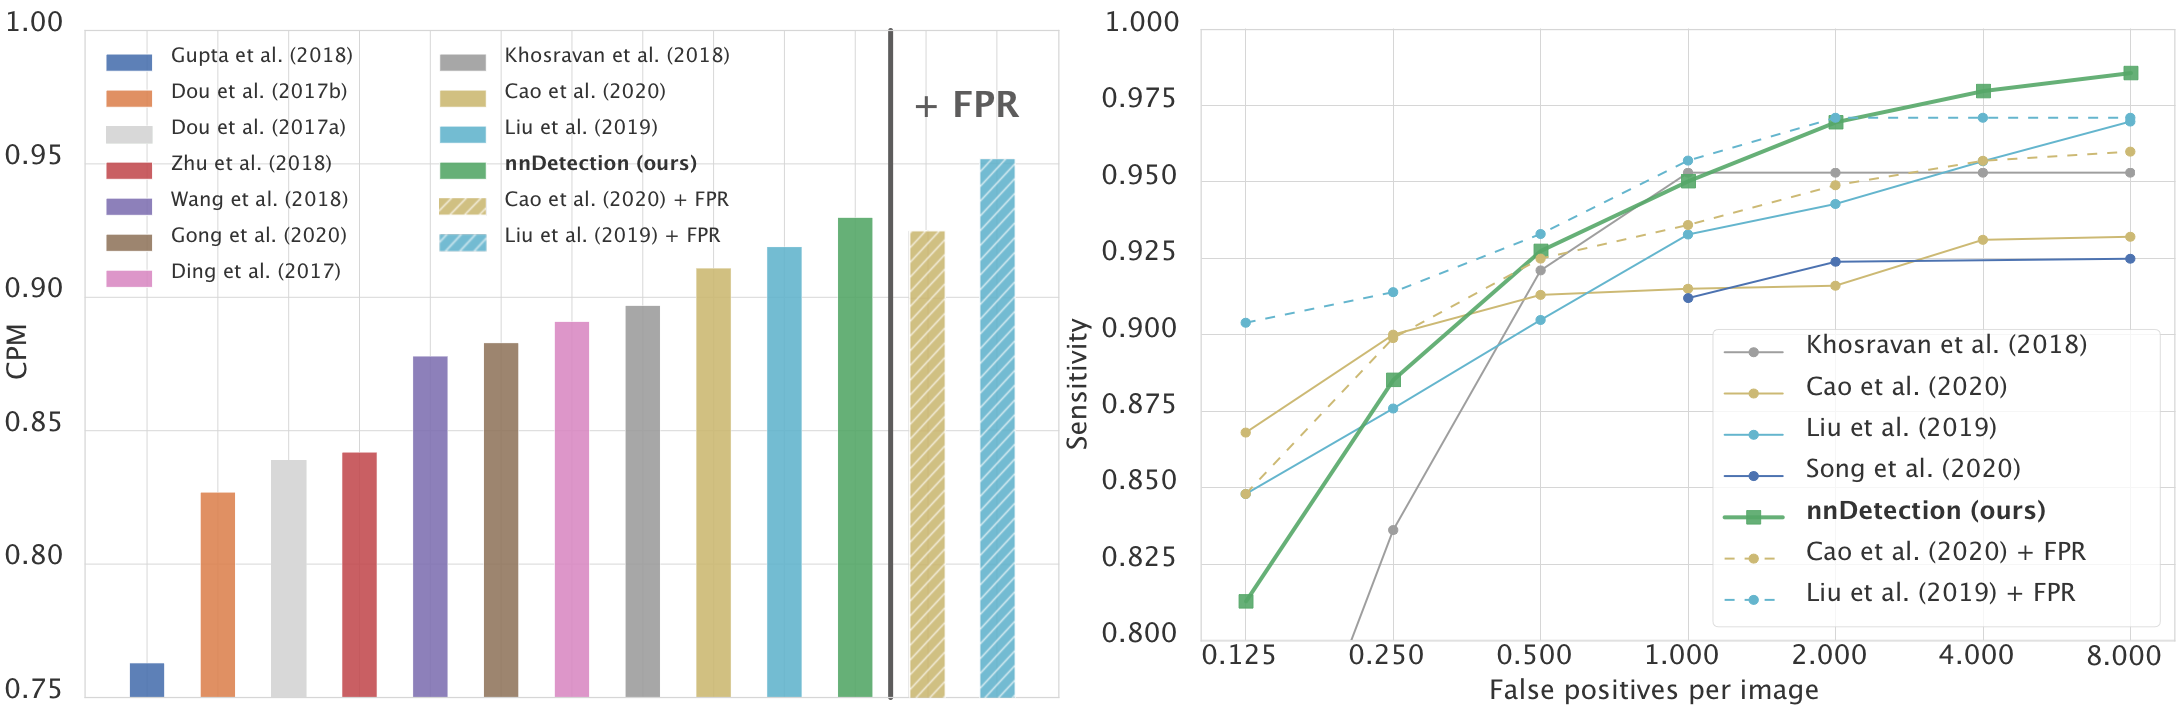 1.00
0.95
0.90
0.85
0.80
0.75
CPM
Gupta et al. (2018)
Dou et al. (2017b)
Dou et al. (2017a)
Zhu et al. (2018)
Wang et al. (2018)
Gong et al. (2020)
Ding et al. (2017)
Khosravan et al. (2018)
Cao et al. (2020)
Liu et al. (2019)
nnDetection (ours)
Cao et al. (2020) + FPR
Liu et al. (2019) + FPR
+ FPR
1.000
0.975
0.950
0.925
0.900
0.875
0.850
0.825
0.800
Sensitivity
Khosravan et al. (2018)
Cao et al. (2020)
Liu et al. (2019)
Song et al. (2020)
nnDetection (ours)
Cao et al. (2020) + FPR
Liu et al. (2019) + FPR
0.125 0.250 0.500 1.000 2.000 4.000 8.000
False positives per image